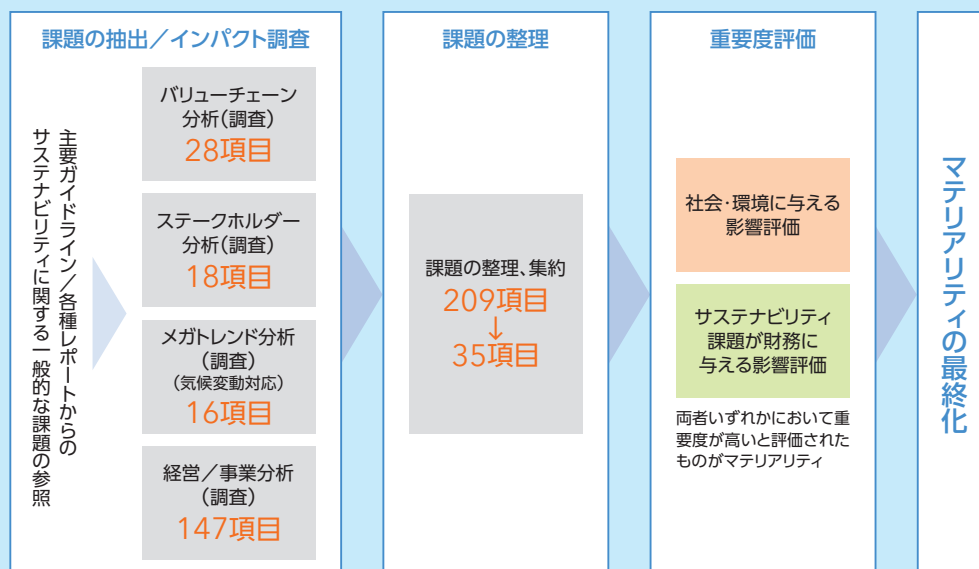 課題の抽出／インパクト調査
主要ガイドライン／各種レポートからの
サステナビリティに関する一般的な課題の参照
バリューチェーン
分析（調査）
28項目
ステークホルダー
分析（調査）
18項目
メガトレンド分析
（調査）
（気候変動対応）
16項目
経営／事業分析
（調査）
147項目
課題の整理
課題の整理、集約
209項目
↓
35項目
重要度評価
社会・環境に与える
影響評価
サステナビリティ
課題が財務に
与える影響評価
両者いずれかにおいて重
要度が高いと評価された
ものがマテリアリティ
マテリアリティの最終化